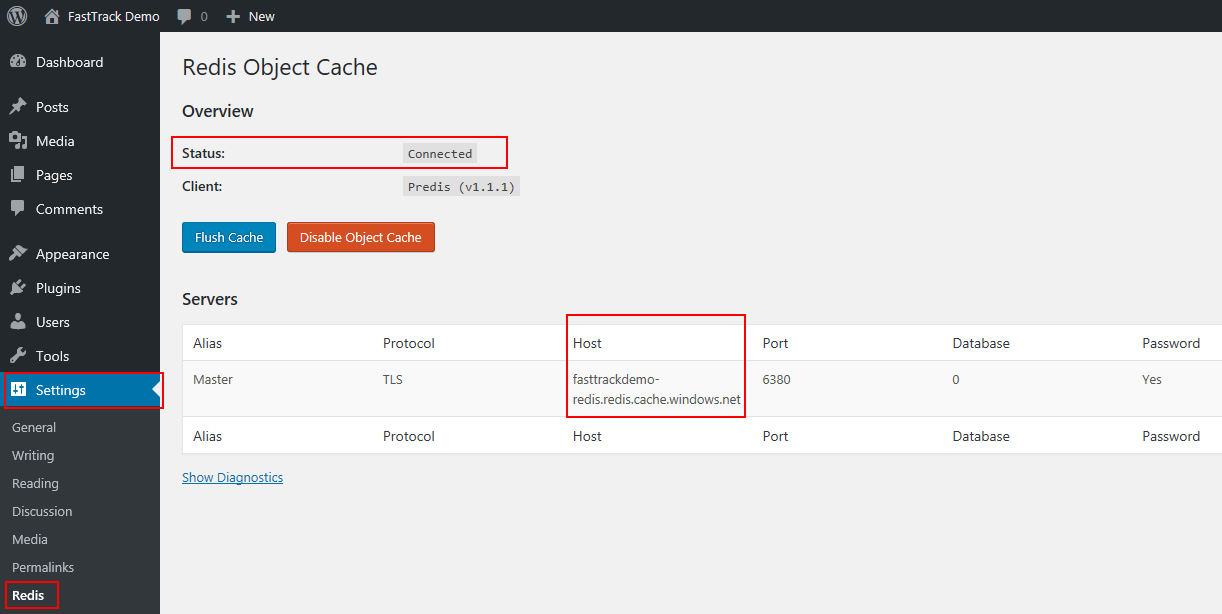 FastTrack Demo 0 New
Dashboard
Posts
Media
Pages
Comments
Appearance
Plugins
Users
Tools
Settings
General
Writing
Reading
Discussion
Media
Permalinks
Redis
Redis Object Cache
Overview
Status: Connected
Client: Predis (v1.1.1)
Flush Cache Disable Object Cache
Servers
Alias Protocol Host Port Database Password
Master TLS fasttrackdemo- 6380 0 Yes
redis.redis.cache.windows.net
Alias Protocol Host Port Database Password
Show Diagnostics